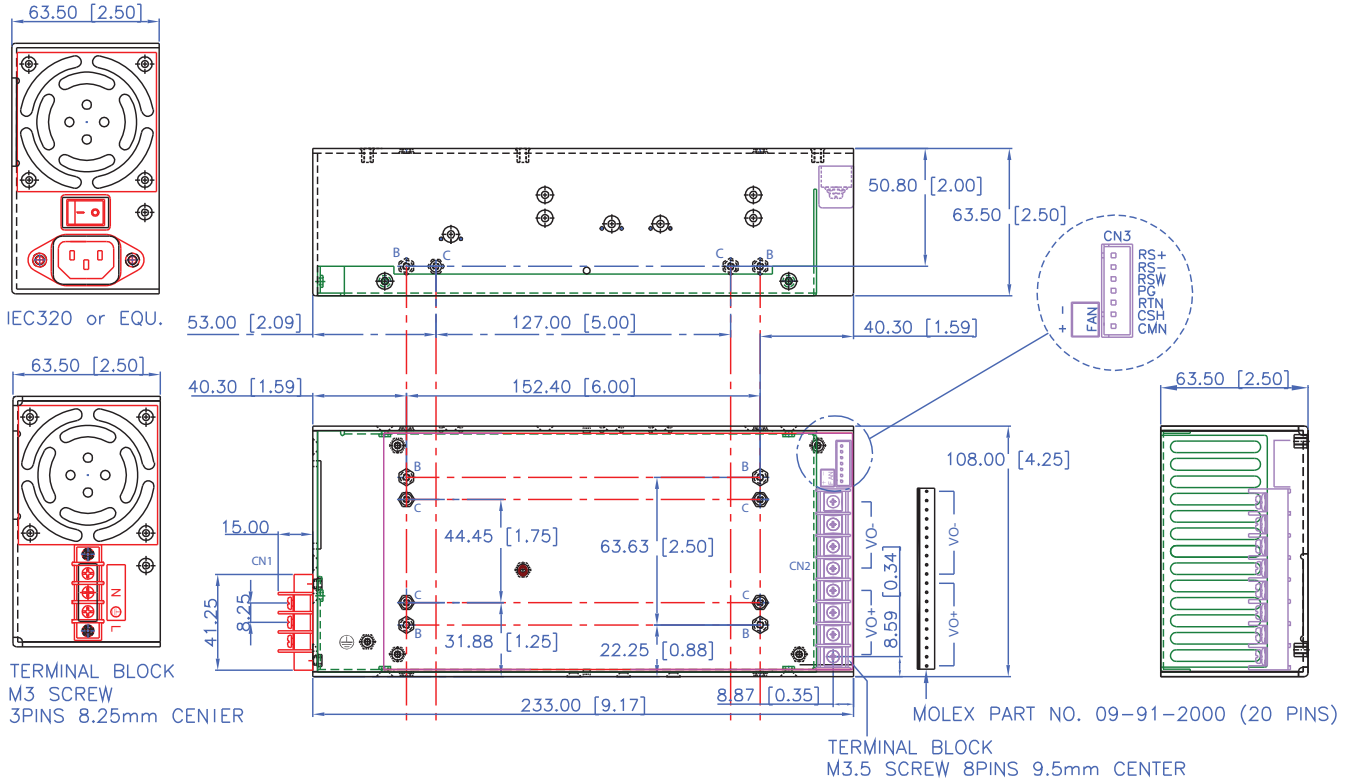 63.50 [2.50]
IEC320 or EQU.
50.80 [2.00]
63.50 [2.50]
B
C
C
B
53.00 [2.09]
127.00 [5.00]
40.30 [1.59]
CN3
RS+
RS-
RSW
PG
RTN
CSH
CMN
FAN
-
+
63.50 [2.50]
N
L
TERMINAL BLOCK
M3 SCREW
3PINS 8.25mm CENIER
40.30 [1.59]
152.40 [6.00]
B
B
C
C
44.45 [1.75]
63.63 [2.50]
15.00
CN1
41.25
8.25
C
C
B
B
31.88 [1.25]
22.25 [0.88]
FAN
CN2
VO-
VO+
8.59 [0.34]
VO-
VO+
108.00 [4.25]
8.87 [0.35]
233.00 [9.17]
63.50 [2.50]
MOLEX PART NO. 09-91-2000 (20 PINS)
TERMINAL BLOCK
M3.5 SCREW 8PINS 9.5mm CENTER